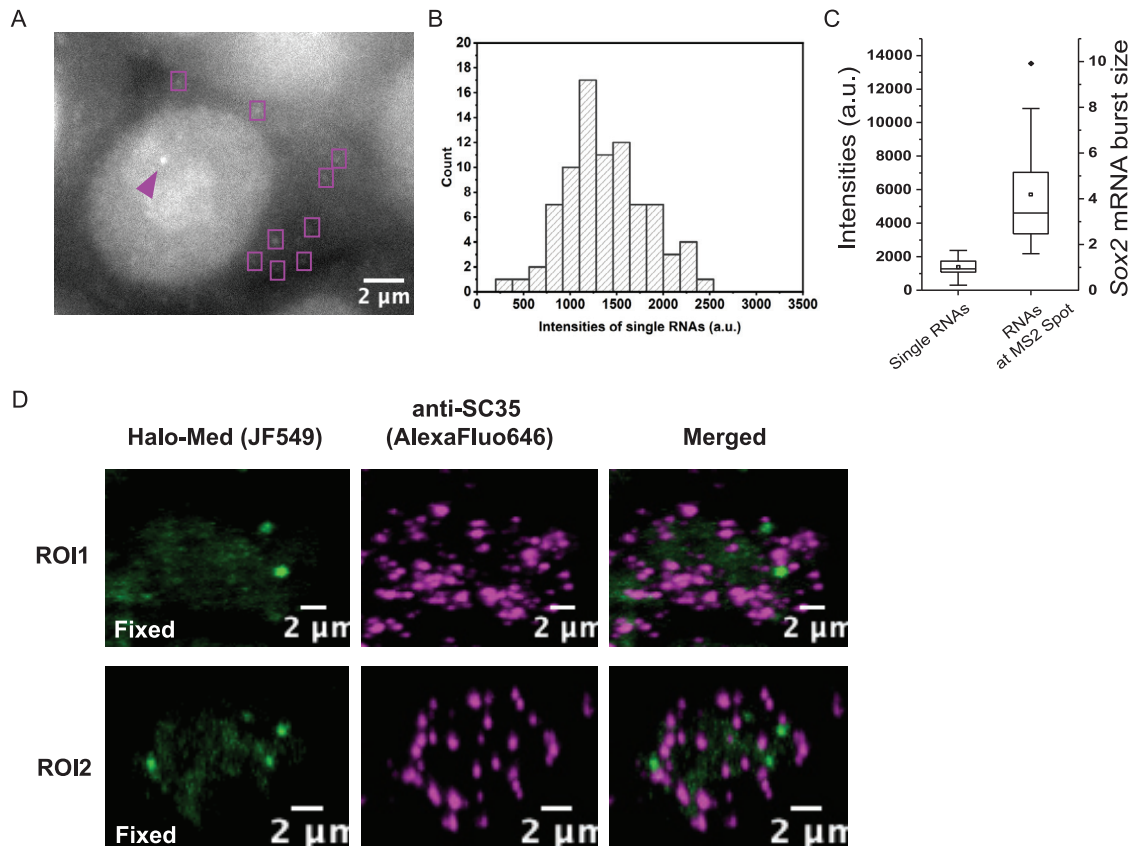 A
2 μm
B
20
18
16
14
12
10
8
6
4
2
0
Count
0 500 1000 1500 2000 2500 3000 3500
Intensities of single RNAs (a.u.)
C
14000
12000
10000
8000
6000
4000
2000
0
Intensities (a.u.)
10
8
6
4
2
0
Sox2 mRNA burst size
Single RNAs
RNAs
at MS2 Spot
D
Halo-Med (JF549)
anti-SC35
(AlexaFluo646)
Merged
ROI1
Fixed
2 μm
2 μm
2 μm
ROI2
Fixed
2 μm
2 μm
2 μm